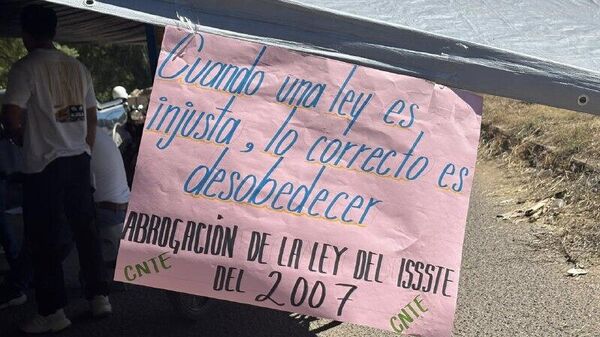 Cuando una ley es
injusta, lo correcto es
desobedecer
ABROGACIÓN DE LA LEY DEL ISSSTE
DEL 2007
CNTE
CNTE